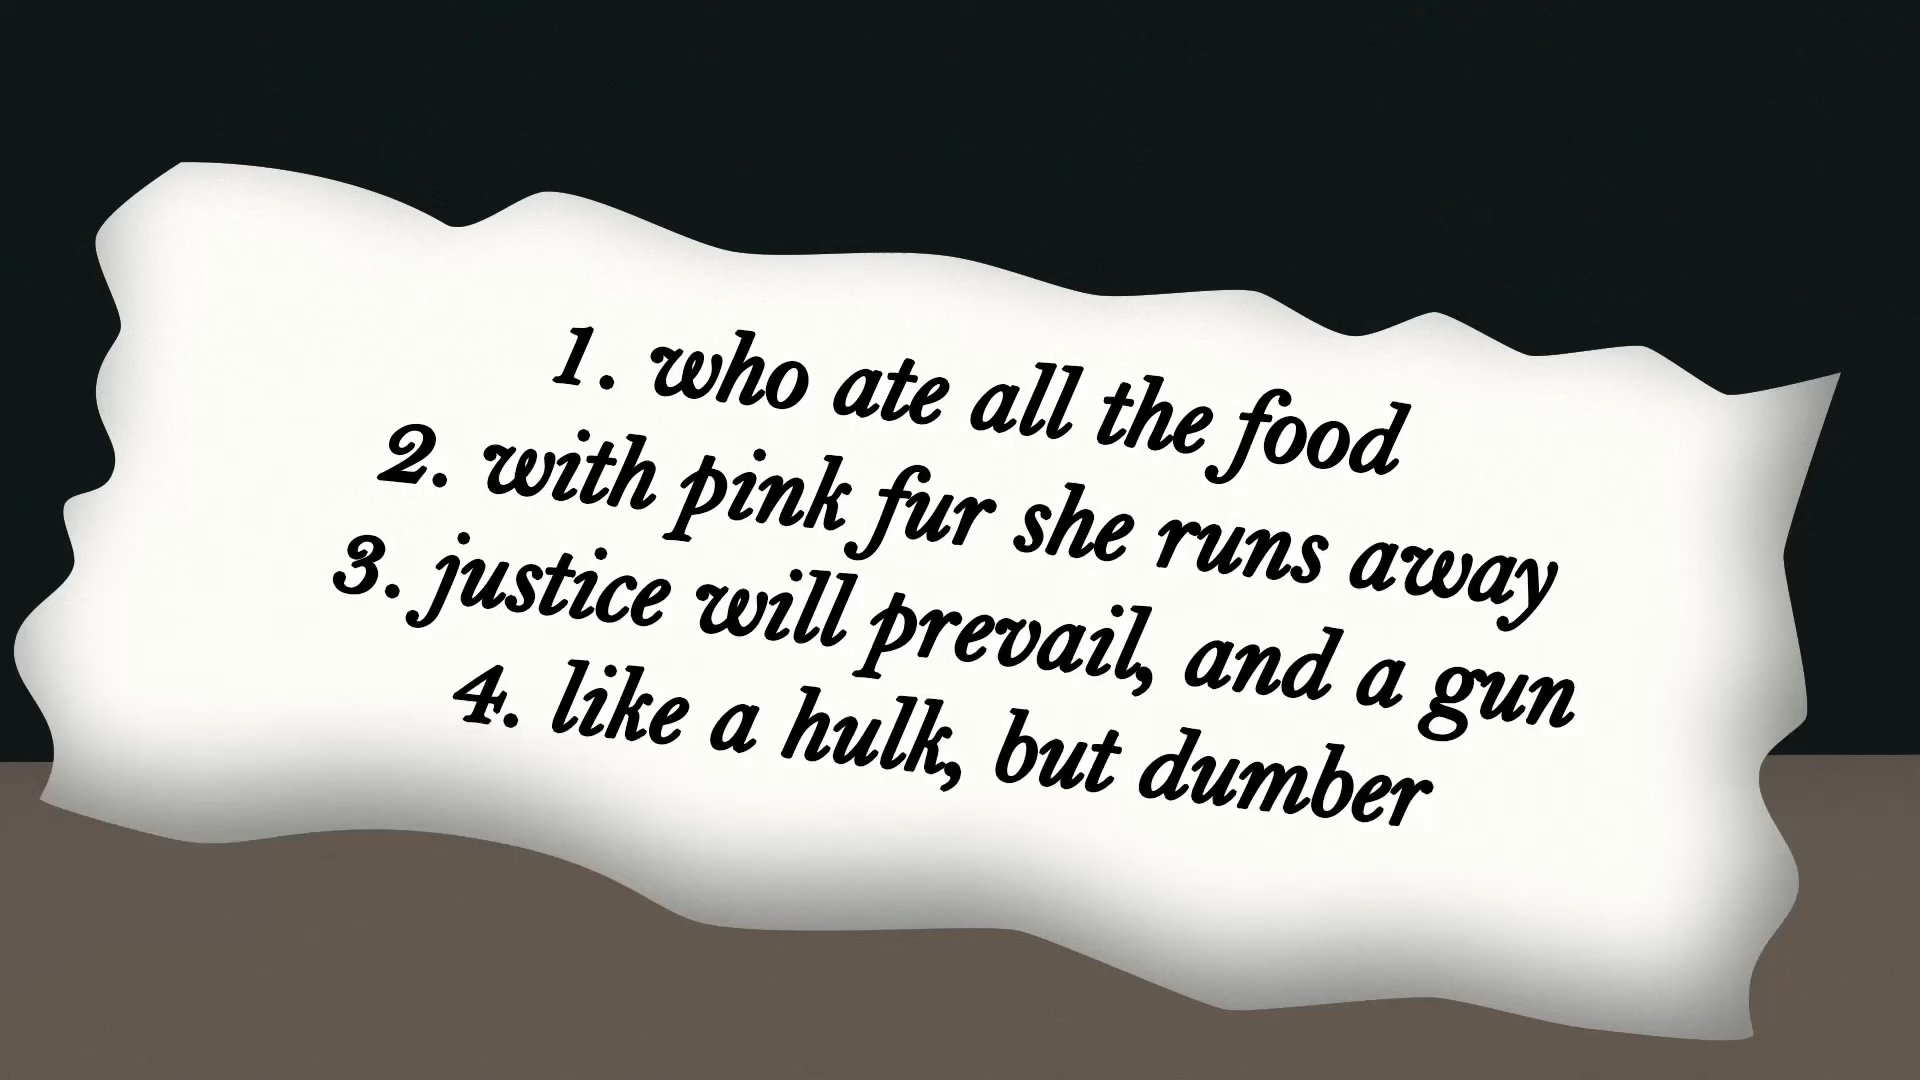 1. who ate all the food
2. with pink fur she runs away
3. justice will prevail, and a gun
4. like a hulk, but dumber